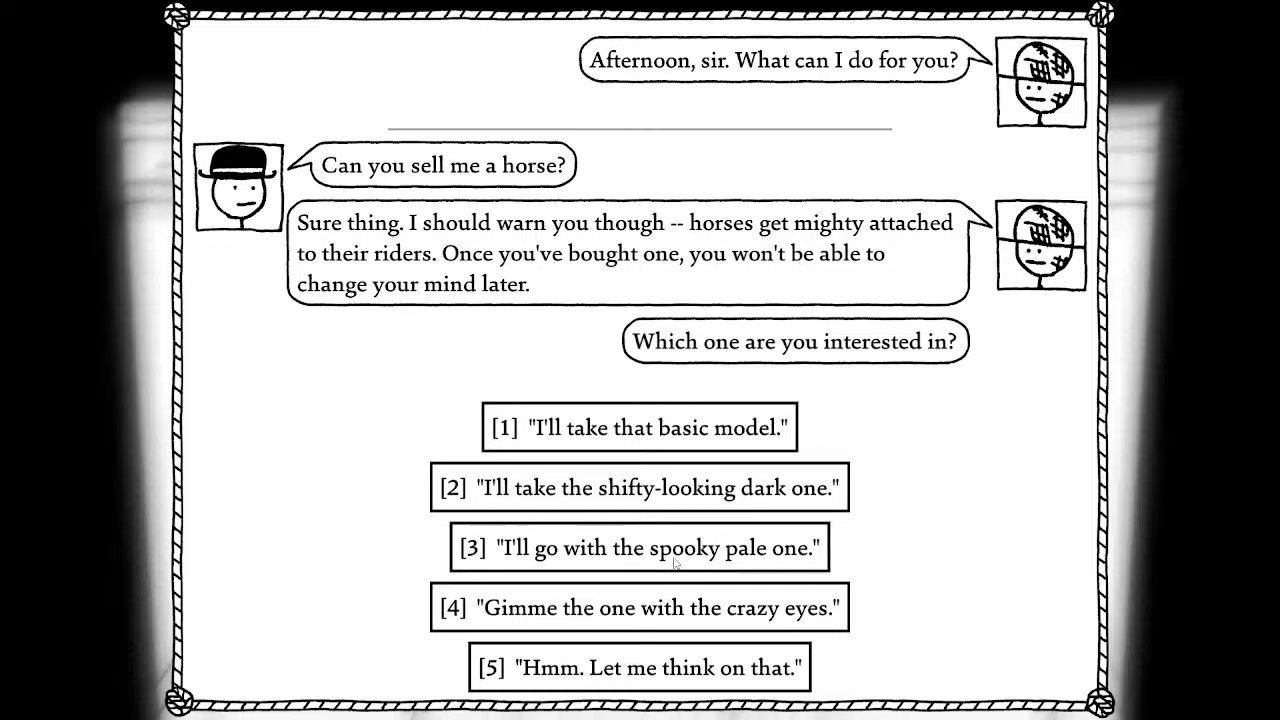 Afternoon, sir. What can I do for you?
Can you sell me a horse?
Sure thing. I should warn you though -- horses get mighty attached
to their riders. Once you've bought one, you won't be able to
change your mind later.
Which one are you interested in?
[1] "I'll take that basic model."
[2] "I'll take the shifty-looking dark one."
[3] "I'll go with the spooky pale one."
[4] "Gimme the one with the crazy eyes."
[5] "Hmm. Let me think on that."